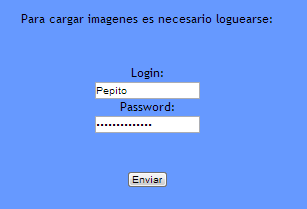 Para cargar imagenes es necesario loguearse:
Login:
Pepito
Password:
••••••••••••••
Enviar